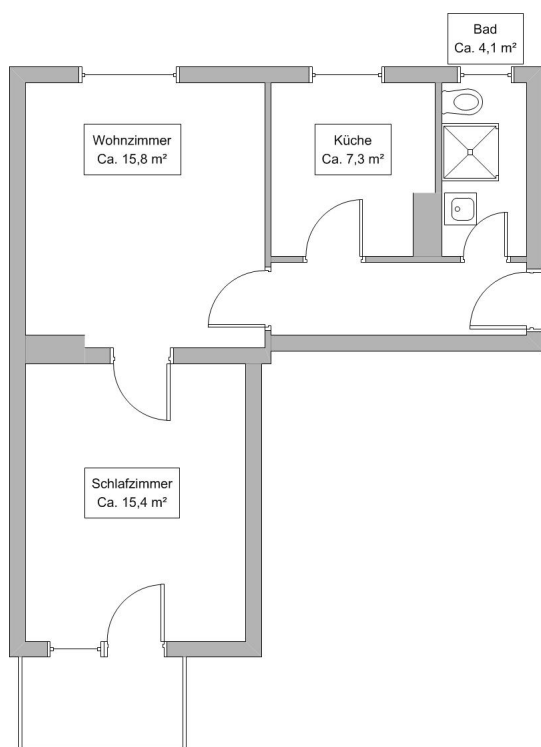 Bad
Ca. 4,1 m²
Wohnzimmer
Ca. 15,8 m²
Küche
Ca. 7,3 m²
Schlafzimmer
Ca. 15,4 m²